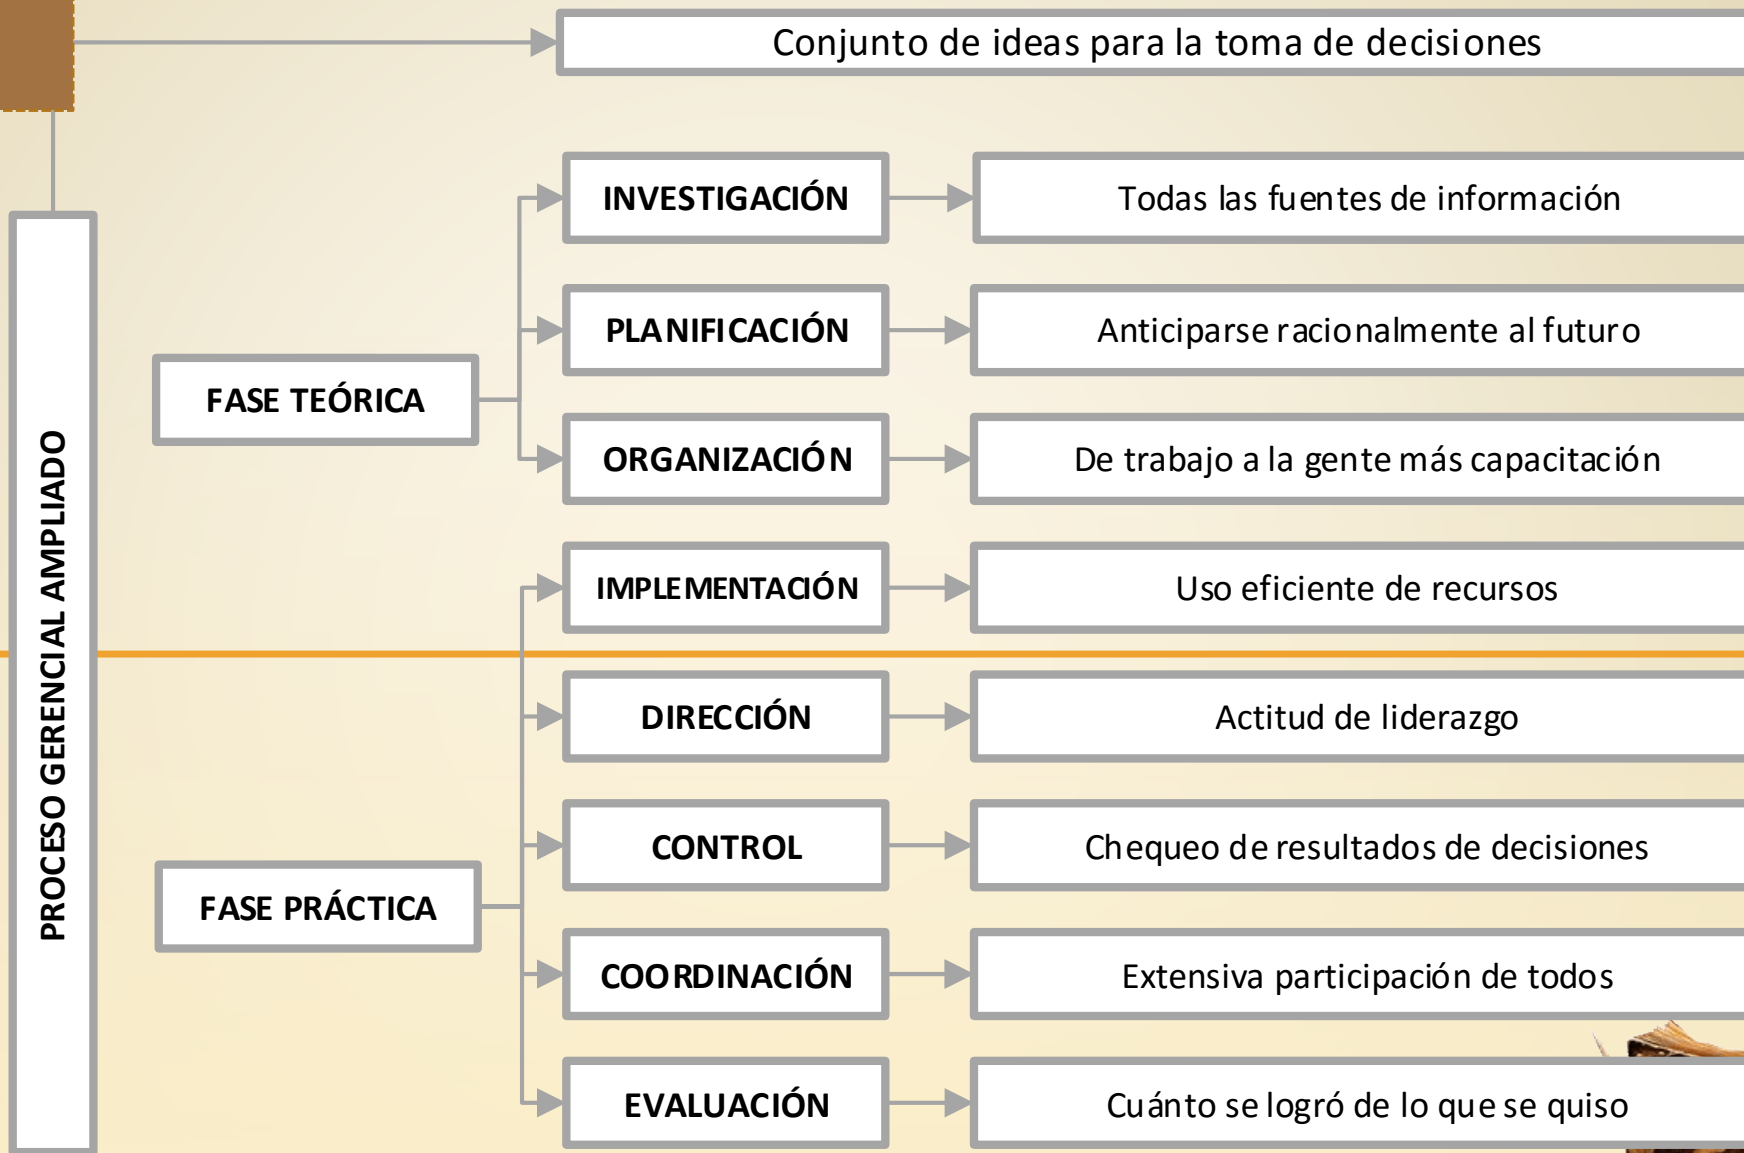 Conjunto de ideas para la toma de decisiones
PROCESO GERENCIAL AMPLIADO
FASE TEÓRICA
INVESTIGACIÓN
Todas las fuentes de información
PLANIFICACIÓN
Anticiparse racionalmente al futuro
ORGANIZACIÓN
De trabajo a la gente más capacitación
FASE PRÁCTICA
IMPLEMENTACIÓN
Uso eficiente de recursos
DIRECCIÓN
Actitud de liderazgo
CONTROL
Chequeo de resultados de decisiones
COORDINACIÓN
Extensiva participación de todos
EVALUACIÓN
Cuánto se logró de lo que se quiso